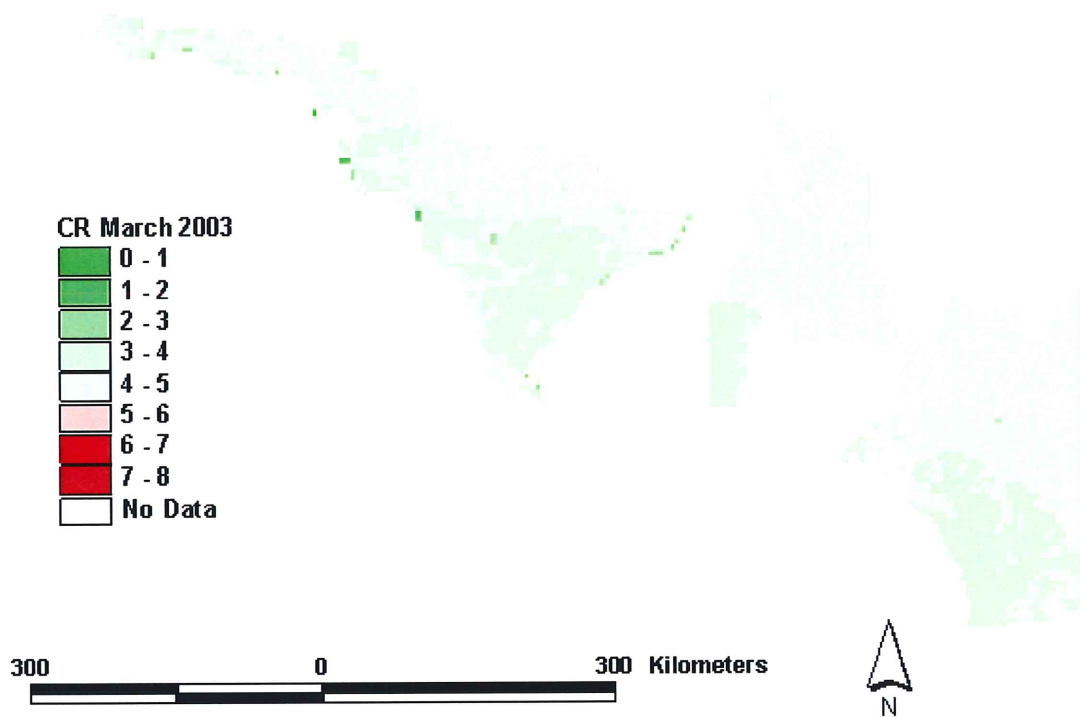 CR March 2003
0 - 1
1 - 2
2 - 3
3 - 4
4 - 5
5 - 6
6 - 7
7 - 8
No Data
300 0 300 Kilometers
N